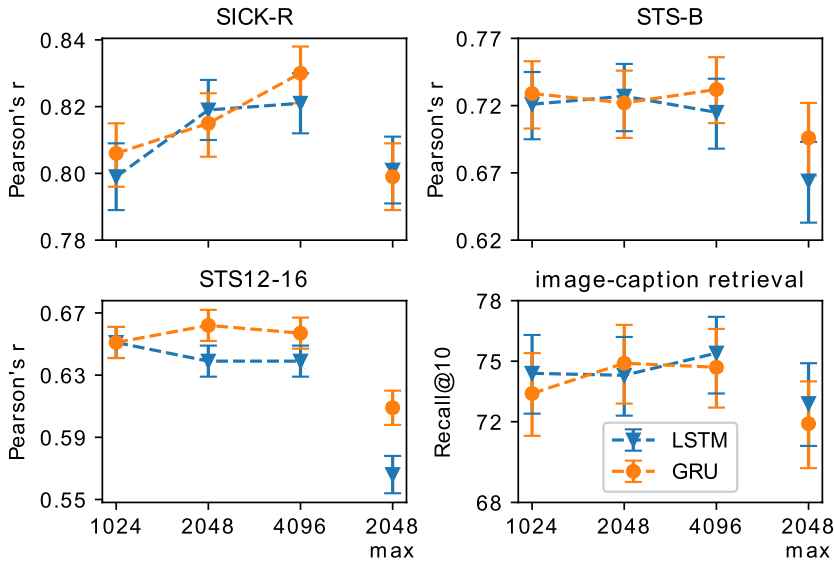 SICK-R
Pearson's r
0.84
0.82
0.80
0.78
STS-B
Pearson's r
0.77
0.72
0.67
0.62
STS12-16
Pearson's r
0.67
0.63
0.59
0.55
1024 2048 4096 2048
max
image-caption retrieval
Recall@10
78
75
72
68
LSTM
GRU
1024 2048 4096 2048
max